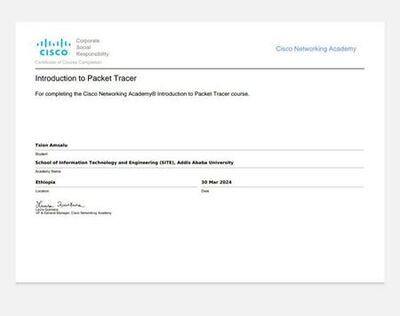 CISCO
Corporate
Social
Responsibility
Cisco Networking Academy
Certificate of Course Completion
Introduction to Packet Tracer
For completing the Cisco Networking Academy® Introduction to Packet Tracer course.
Tsion Amsalu
Student
School of Information Technology and Engineering (SITE), Addis Ababa University
Academy Name
Ethiopia 30 Mar 2024
Location Date
Laura Quintana
VP & General Manager, Cisco Networking Academy